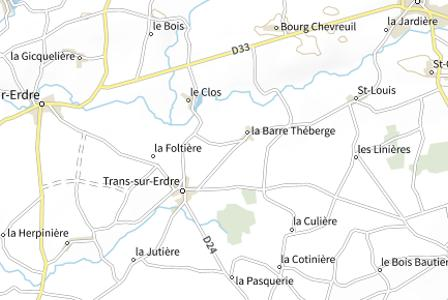 le Bois
Bourg Chevreuil
la Jardière
la Gicquelière
D33
le Clos
St-Louis
r-Erdre
la Barre Théberge
la Foltière
les Linières
Trans-sur-Erdre
la Culière
la Herpinière
D24
la Jutière
la Cotinière
le Bois Bautier
la Pasquerie